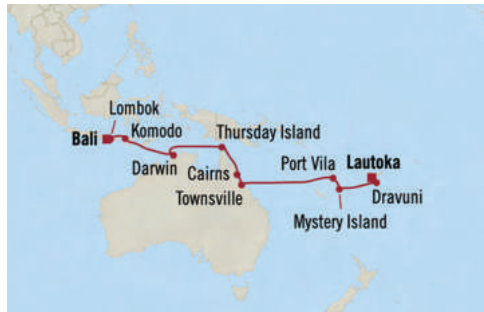 Lombok
Bali
Komodo
Thursday Island
Darwin
Cairns
Townsville
Port Vila
Lautoka
Dravuni
Mystery Island